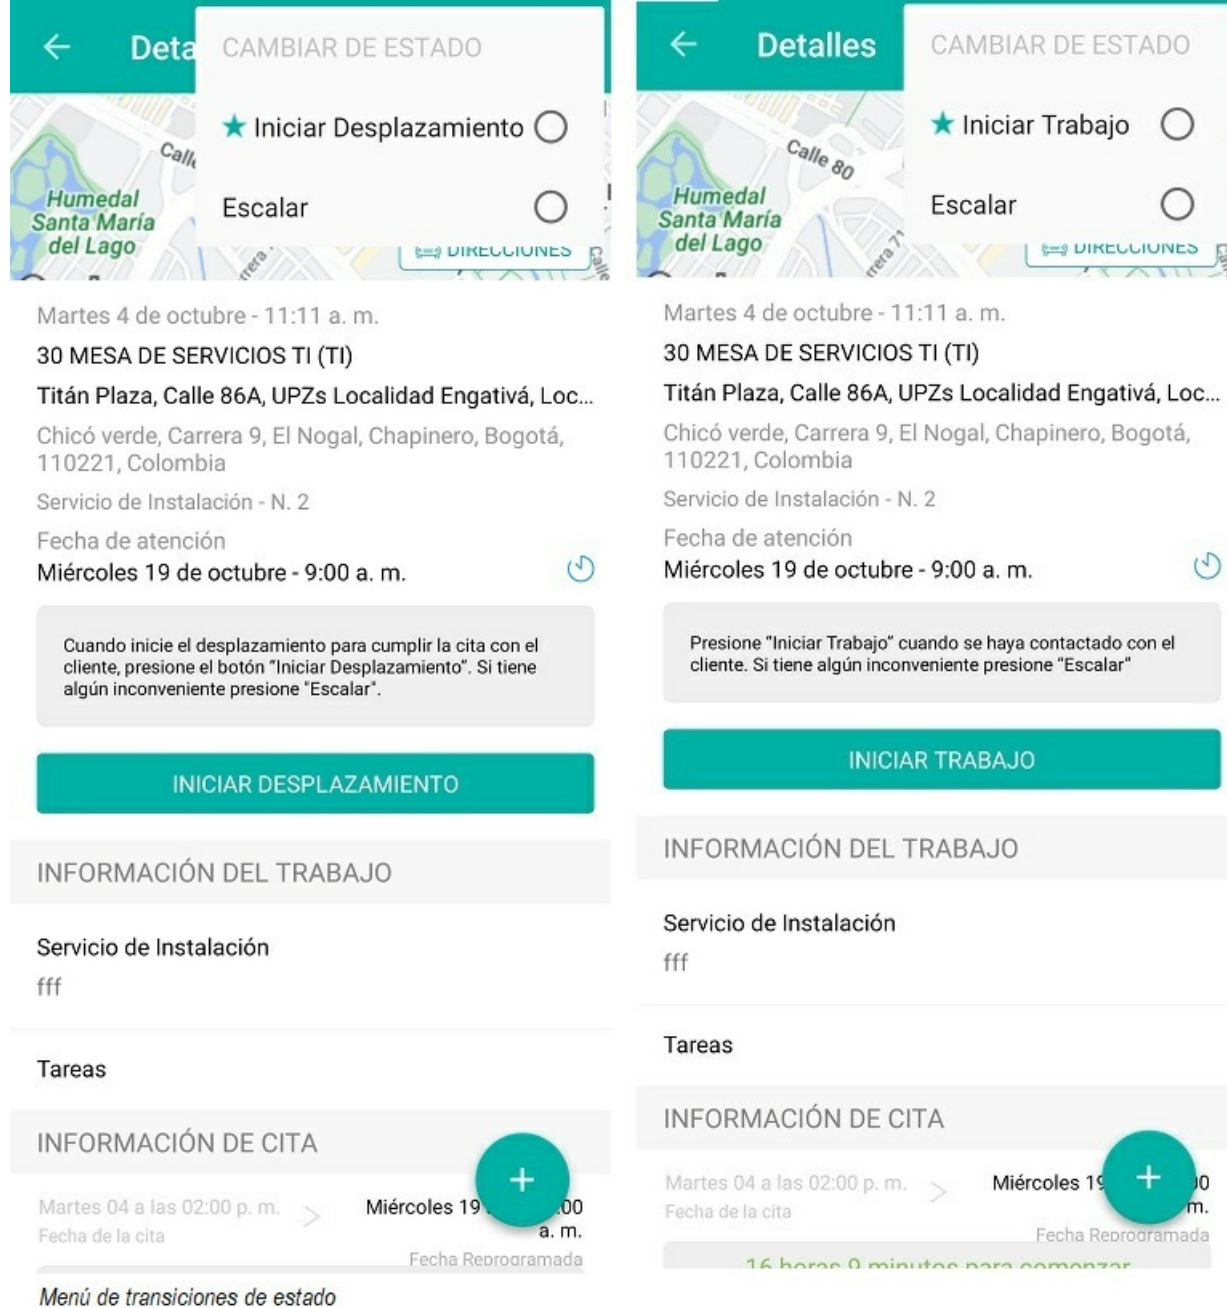 Deta
CAMBIAR DE ESTADO
★ Iniciar Desplazamiento
Escalar
Humedal
Santa María
del Lago
DIRECCIONES
Martes 4 de octubre - 11:11 a. m.
30 MESA DE SERVICIOS TI (TI)
Titán Plaza, Calle 86A, UPZs Localidad Engativá, Loc...
Chicó verde, Carrera 9, El Nogal, Chapinero, Bogotá,
110221, Colombia
Servicio de Instalación - N. 2
Fecha de atención
Miércoles 19 de octubre - 9:00 a. m.
Cuando inicie el desplazamiento para cumplir la cita con el
cliente, presione el botón “Iniciar Desplazamiento”. Si tiene
algún inconveniente presione "Escalar".
INICIAR DESPLAZAMIENTO
INFORMACIÓN DEL TRABAJO
Servicio de Instalación
fff
Tareas
INFORMACIÓN DE CITA
+
Martes 04 a las 02:00 p. m.
Fecha de la cita
Miércoles 19
:00
a. m.
Fecha Reprogramada
Detalles
CAMBIAR DE ESTADO
★ Iniciar Trabajo
Escalar
Calle 80
Humedal
Santa María
del Lago
DIRECCIONES
Martes 4 de octubre - 11:11 a. m.
30 MESA DE SERVICIOS TI (TI)
Titán Plaza, Calle 86A, UPZs Localidad Engativá, Loc...
Chicó verde, Carrera 9, El Nogal, Chapinero, Bogotá,
110221, Colombia
Servicio de Instalación - N. 2
Fecha de atención
Miércoles 19 de octubre - 9:00 a. m.
Presione “Iniciar Trabajo” cuando se haya contactado con el
cliente. Si tiene algún inconveniente presione “Escalar”
INICIAR TRABAJO
INFORMACIÓN DEL TRABAJO
Servicio de Instalación
fff
Tareas
INFORMACIÓN DE CITA
+
Martes 04 a las 02:00 p. m.
Fecha de la cita
Miércoles 19
m.
Fecha Reprogramada
16 horas 9 minutos para comenzar
Menú de transiciones de estado